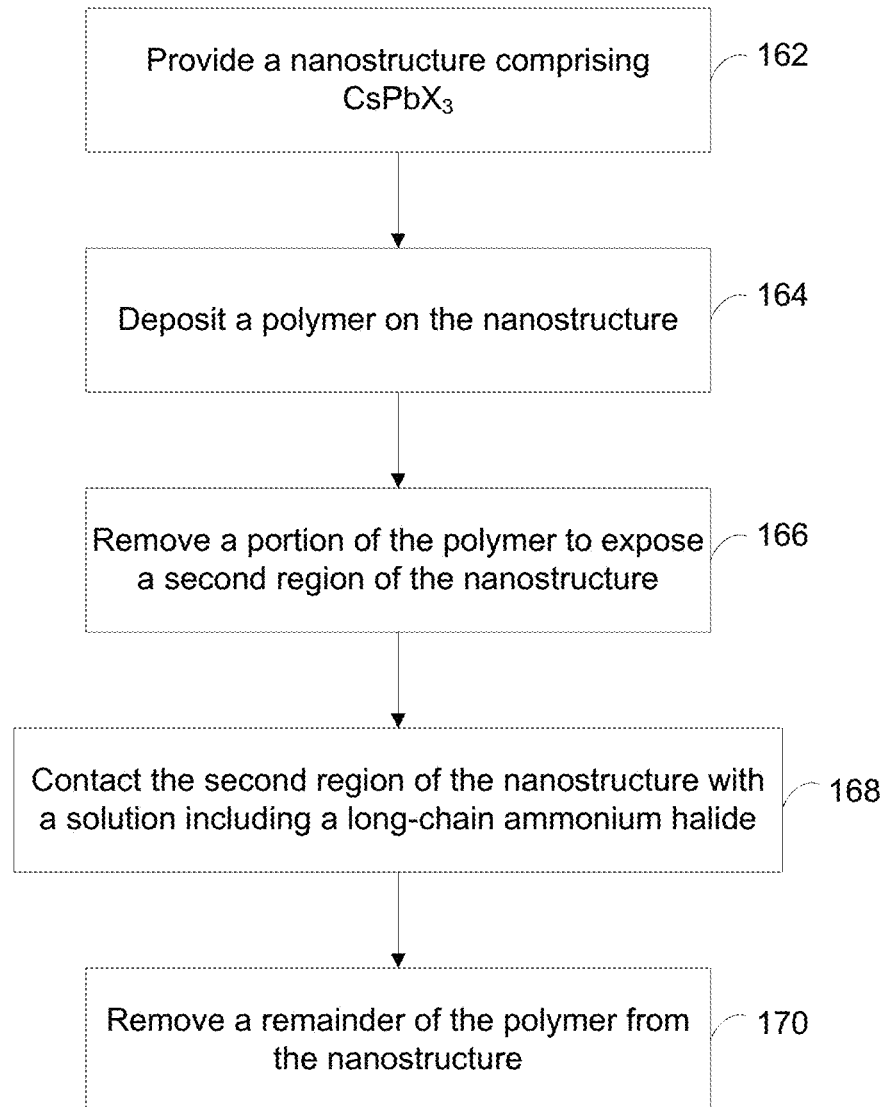 Provide a nanostructure comprising
CsPbX₃
162
Deposit a polymer on the nanostructure
164
Remove a portion of the polymer to expose
a second region of the nanostructure
166
Contact the second region of the nanostructure with
a solution including a long-chain ammonium halide
168
Remove a remainder of the polymer from
the nanostructure
170